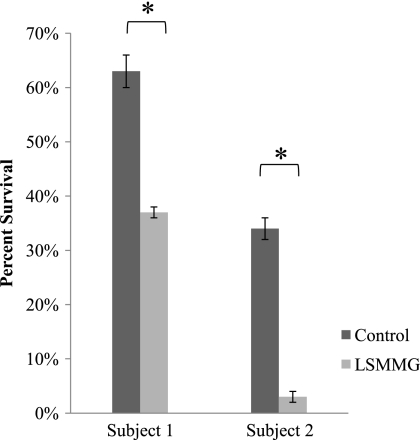 *
70%
60%
50%
*
40%
30%
20%
10%
0%
Percent Survival
Control
LSMMG
Subject 1 Subject 2